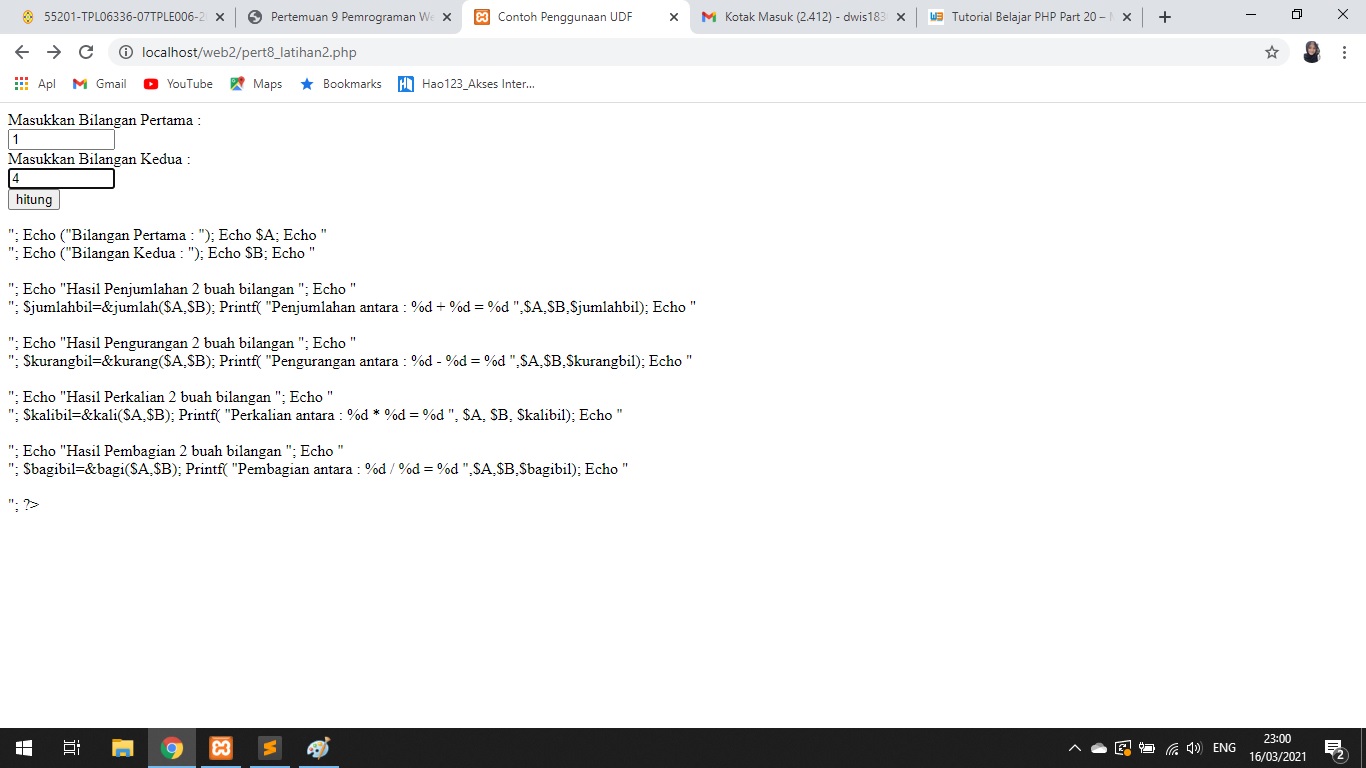 55201-TPL06336-07TPLE006-2
Pertemuan 9 Pemrograman We
Contoh Penggunaan UDF
Kotak Masuk (2.412) - dwis183
Tutorial Belajar PHP Part 20 –
localhost/web2/pert8_latihan2.php
Apl
Gmail
YouTube
Maps
Bookmarks
Hao123_Akses Inter...
Masukkan Bilangan Pertama :
1
Masukkan Bilangan Kedua :
4
hitung
"; Echo ("Bilangan Pertama : "); Echo $A; Echo "
"; Echo ("Bilangan Kedua : "); Echo $B; Echo "
"; Echo "Hasil Penjumlahan 2 buah bilangan "; Echo "
"; $jumlahbil=&jumlah($A,$B); Printf( "Penjumlahan antara : %d + %d = %d ",$A,$B,$jumlahbil); Echo "
"; Echo "Hasil Pengurangan 2 buah bilangan "; Echo "
"; $kurangbil=&kurang($A,$B); Printf( "Pengurangan antara : %d - %d = %d ",$A,$B,$kurangbil); Echo "
"; Echo "Hasil Perkalian 2 buah bilangan "; Echo "
"; $kalibil=&kali($A,$B); Printf( "Perkalian antara : %d * %d = %d ", $A, $B, $kalibil); Echo "
"; Echo "Hasil Pembagian 2 buah bilangan "; Echo "
"; $bagibil=&bagi($A,$B); Printf( "Pembagian antara : %d / %d = %d ",$A,$B,$bagibil); Echo "
"; ?>
ENG
23:00
16/03/2021
2